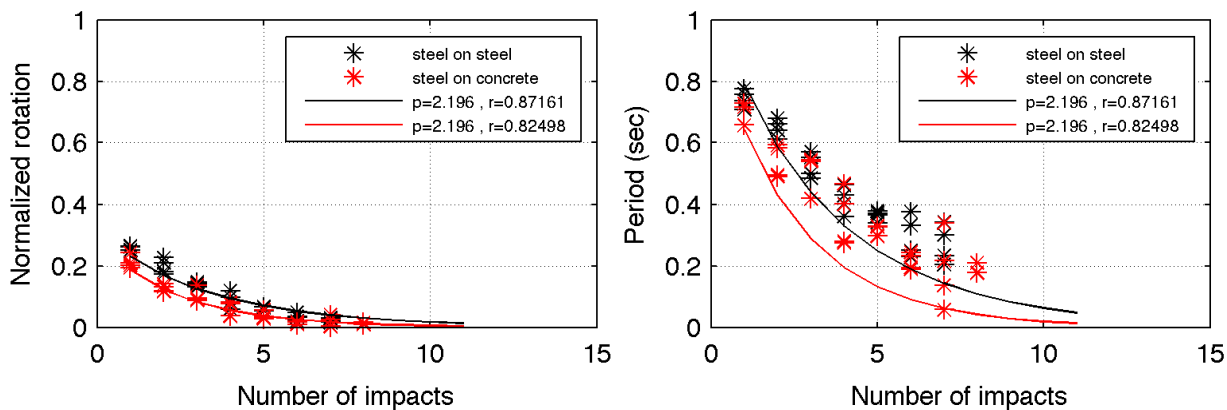 1
0.8
0.6
0.4
0.2
0
Normalized rotation
steel on steel
steel on concrete
p=2.196 , r=0.87161
p=2.196 , r=0.82498
0 5 10 15
Number of impacts
1
0.8
0.6
0.4
0.2
0
Period (sec)
steel on steel
steel on concrete
p=2.196 , r=0.87161
p=2.196 , r=0.82498
0 5 10 15
Number of impacts